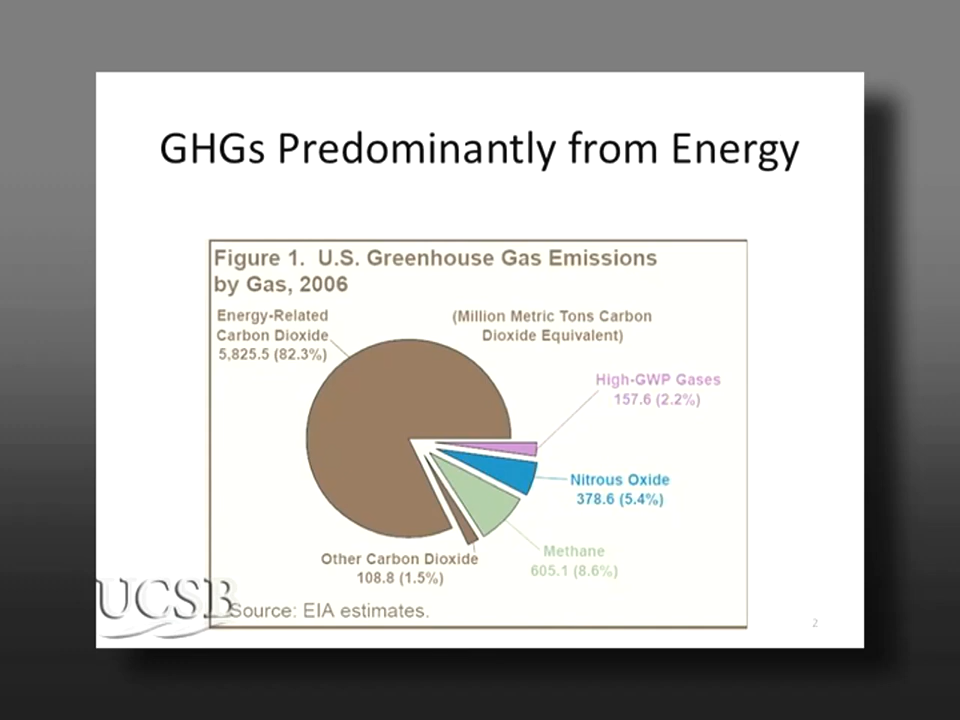 GHGs Predominantly from Energy
Figure 1. U.S. Greenhouse Gas Emissions
by Gas, 2006
Energy-Related
Carbon Dioxide
5,825.5 (82.3%)
(Million Metric Tons Carbon
Dioxide Equivalent)
High-GWP Gases
157.6 (2.2%)
Nitrous Oxide
378.6 (5.4%)
Methane
605.1 (8.6%)
Other Carbon Dioxide
108.8 (1.5%)
UCSB
Source: EIA estimates.
2